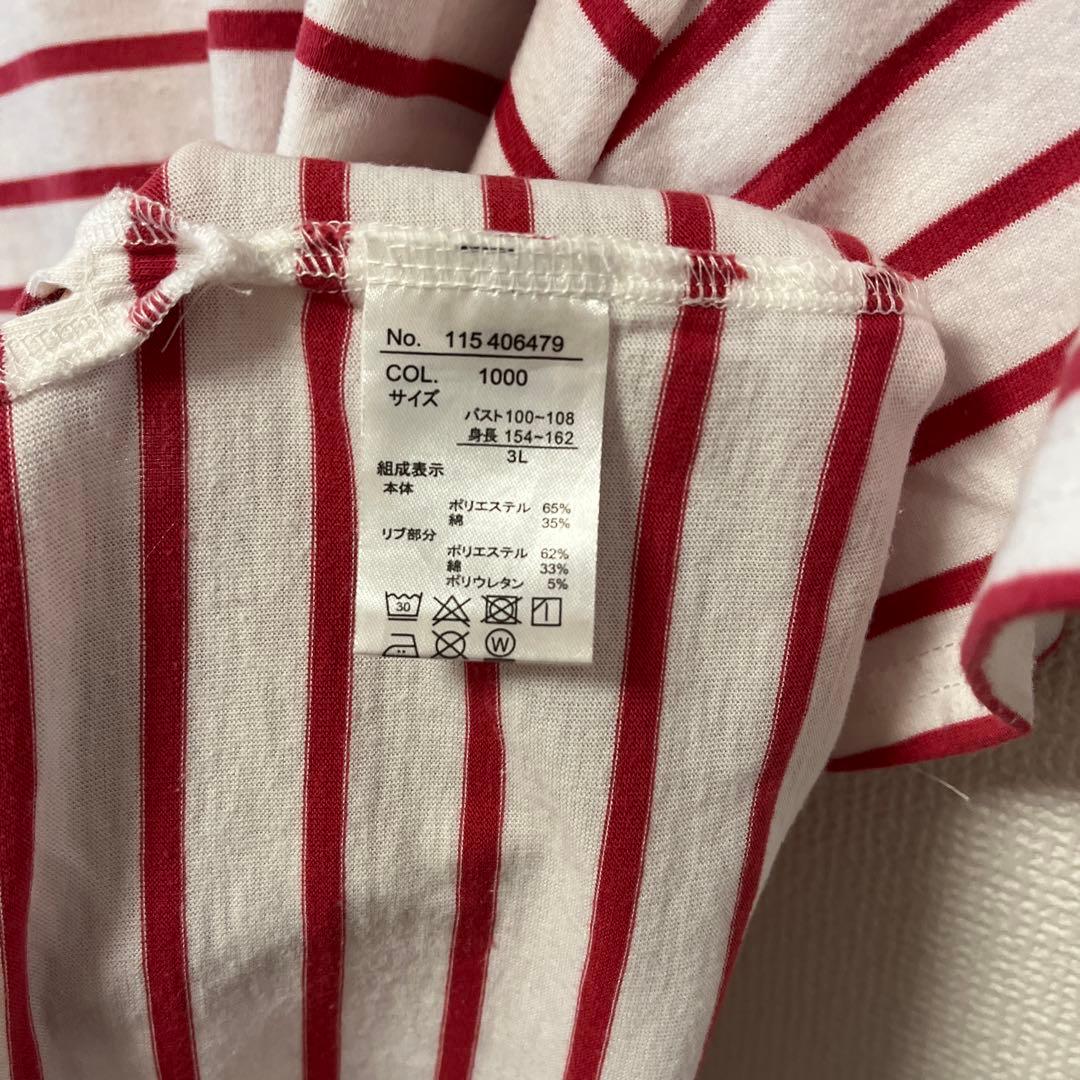 No. 115 406479
COL. 1000
サイズ
バスト100~108
身長 154~162
3L
組成表示
本体
ポリエステル 65%
綿 35%
リブ部分
ポリエステル 62%
綿 33%
ポリウレタン 5%
30
W